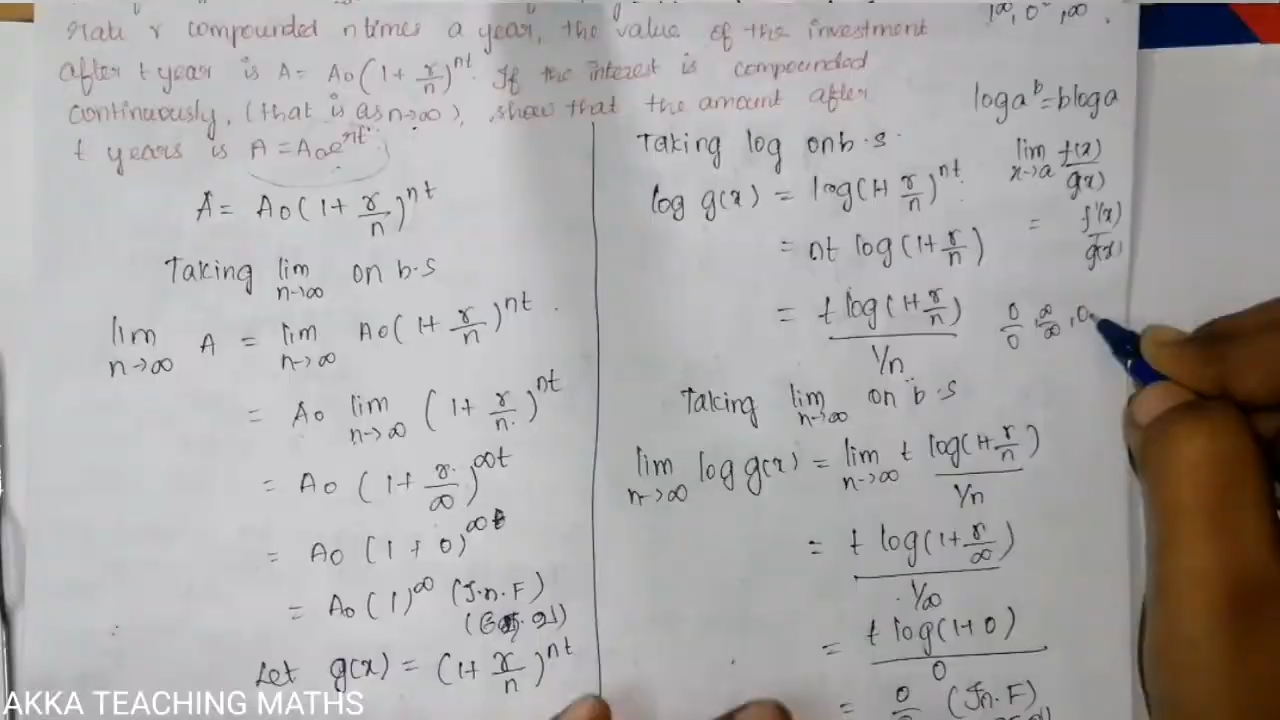 rate r compounded n times a year, the value of the investment
after t year is A = A₀(1 + r/n)^nt. If the interest is compounded
continuously, (that is as n→∞), show that the amount after
t years is A = A₀e^rt.
A = A₀(1 + r/n)^nt
Taking lim n→∞ on b.s
lim n→∞ A = lim n→∞ A₀(1 + r/n)^nt.
= A₀ lim n→∞ (1 + r/n)^nt
= A₀ (1 + r/∞)^∞t
= A₀ (1 + 0)^∞t
= A₀ (1)^∞ (In.F)
Let g(x) = (1 + r/n)^nt
1^∞, 0^∘, ∞^∘.
log a^b = b log a
Taking log on b.s.
lim x→a f(x)/g(x)
log g(x) = log(1+ r/n)^nt.
= f'(x)/g'(x)
= nt log(1+ r/n)
= t log(1+ r/n) / 1/n
0/0, ∞/∞, 0
Taking lim n→∞ on b.s
lim n→∞ log g(x) = lim n→∞ t log(1+ r/n) / 1/n
= t log(1+ r/∞) / 1/∞
= t log(1+0) / 0
= 0/0 (In.F)
AKKA TEACHING MATHS